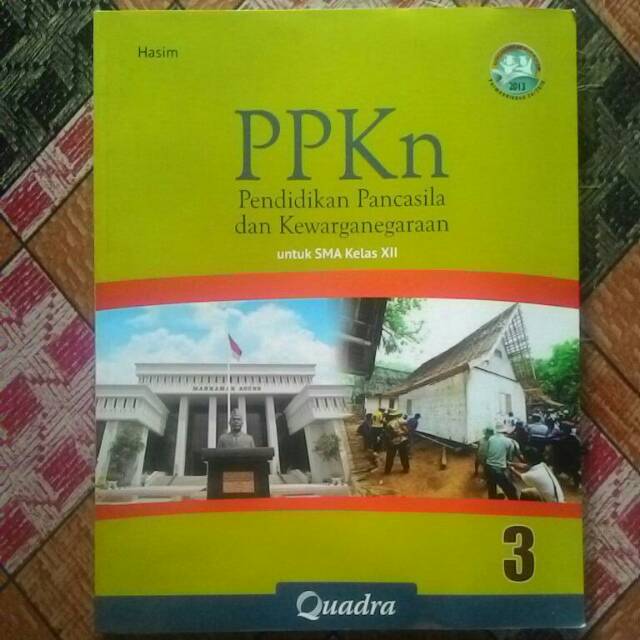 Hasim
2013
PPKn
Pendidikan Pancasila
dan Kewarganegaraan
untuk SMA Kelas XII
MAHKAMAH AGUNG
3
Quadra